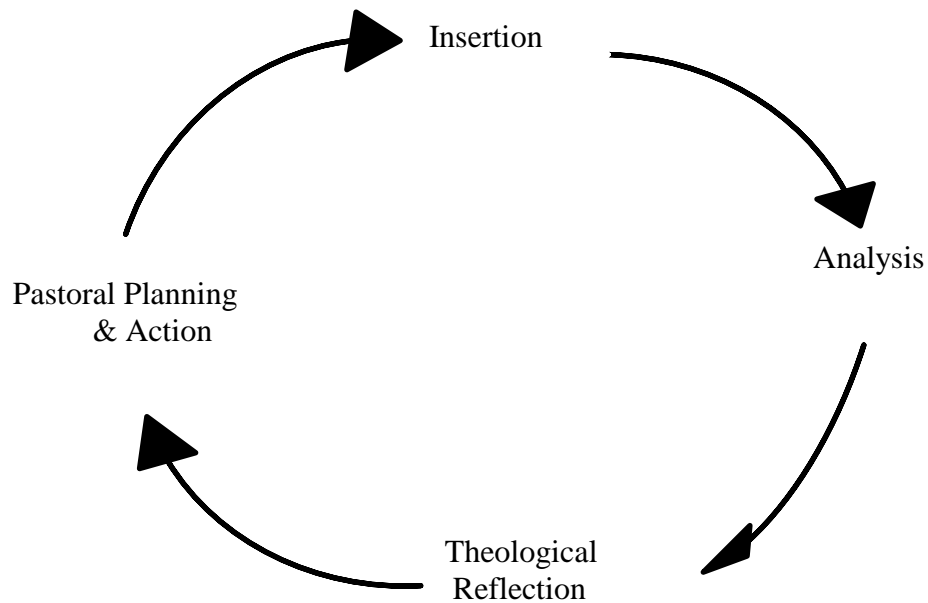 Insertion
Analysis
Pastoral Planning
& Action
Theological
Reflection